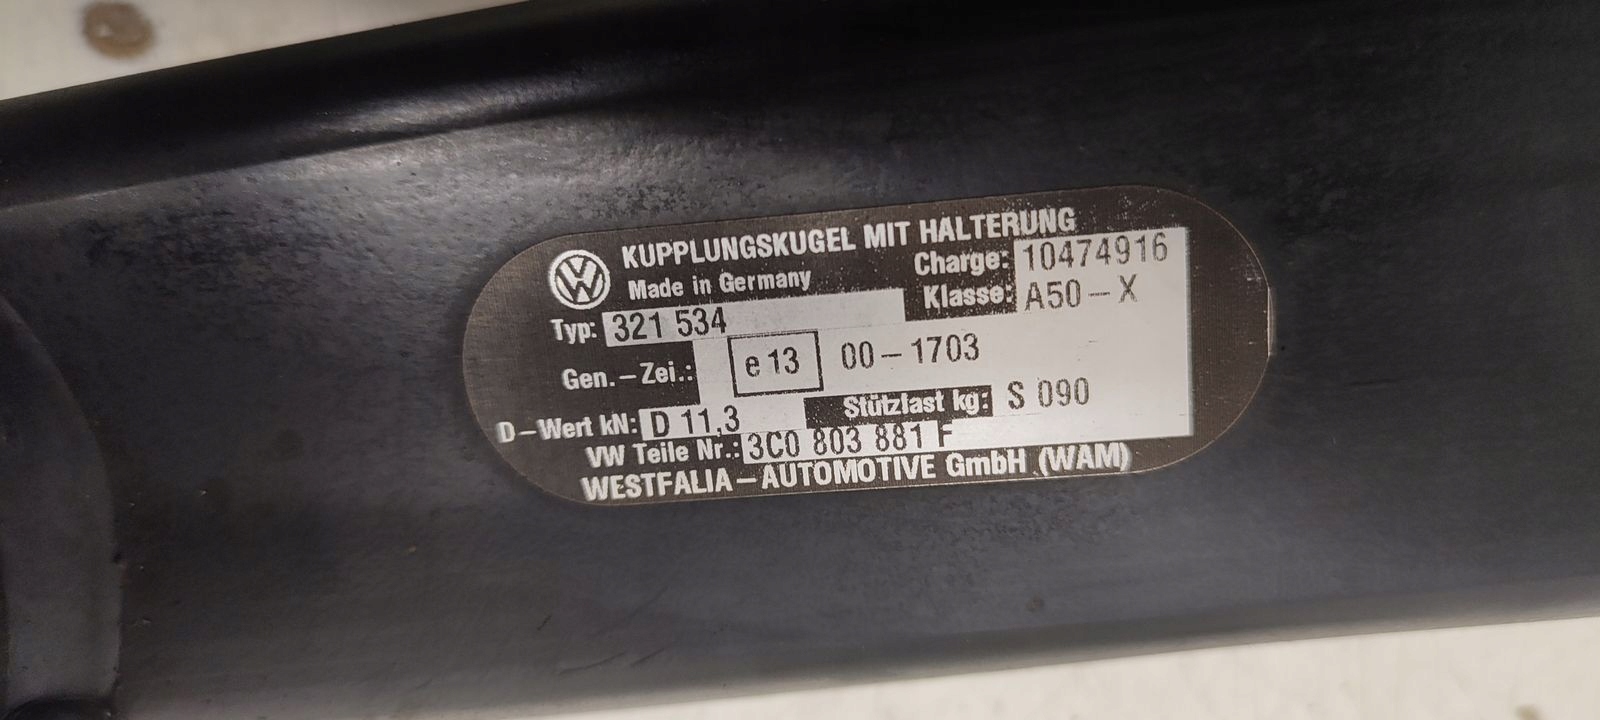 KUPPLUNGSKUGEL MIT HALTERUNG
Made in Germany
Charge: 10474916
Klasse: A50-X
Typ: 321 534
Gen.-Zei.: e13 00-1703
D-Wert kN: D 11,3 Stützlast kg: S 090
VW Teile Nr.: 3C0 803 881 F
WESTFALIA-AUTOMOTIVE GmbH (WAM)